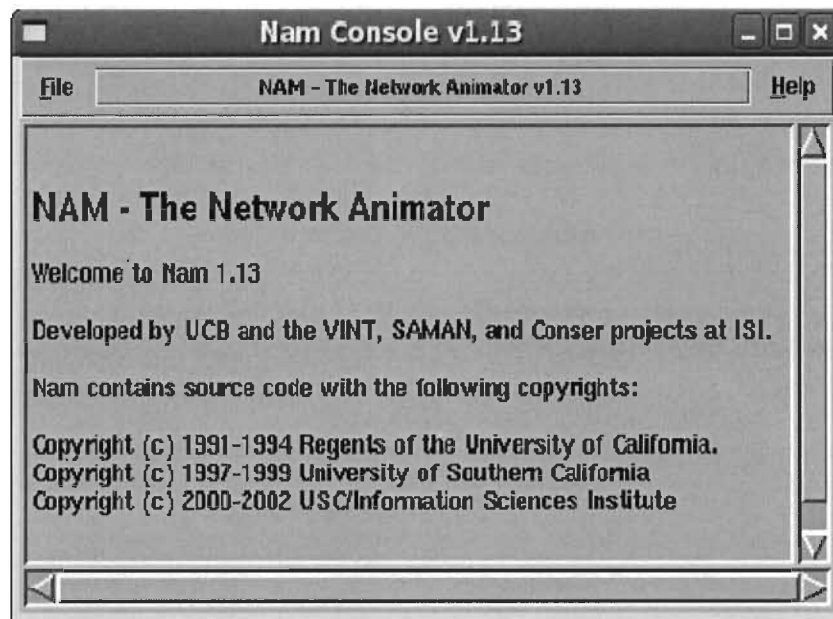 Nam Console v1.13
File NAM - The Network Animator v1.13 Help
NAM - The Network Animator
Welcome to Nam 1.13
Developed by UCB and the VINT, SAMAN, and Conser projects at ISI.
Nam contains source code with the following copyrights:
Copyright (c) 1991-1994 Regents of the University of California.
Copyright (c) 1997-1999 University of Southern California
Copyright (c) 2000-2002 USC/Information Sciences Institute